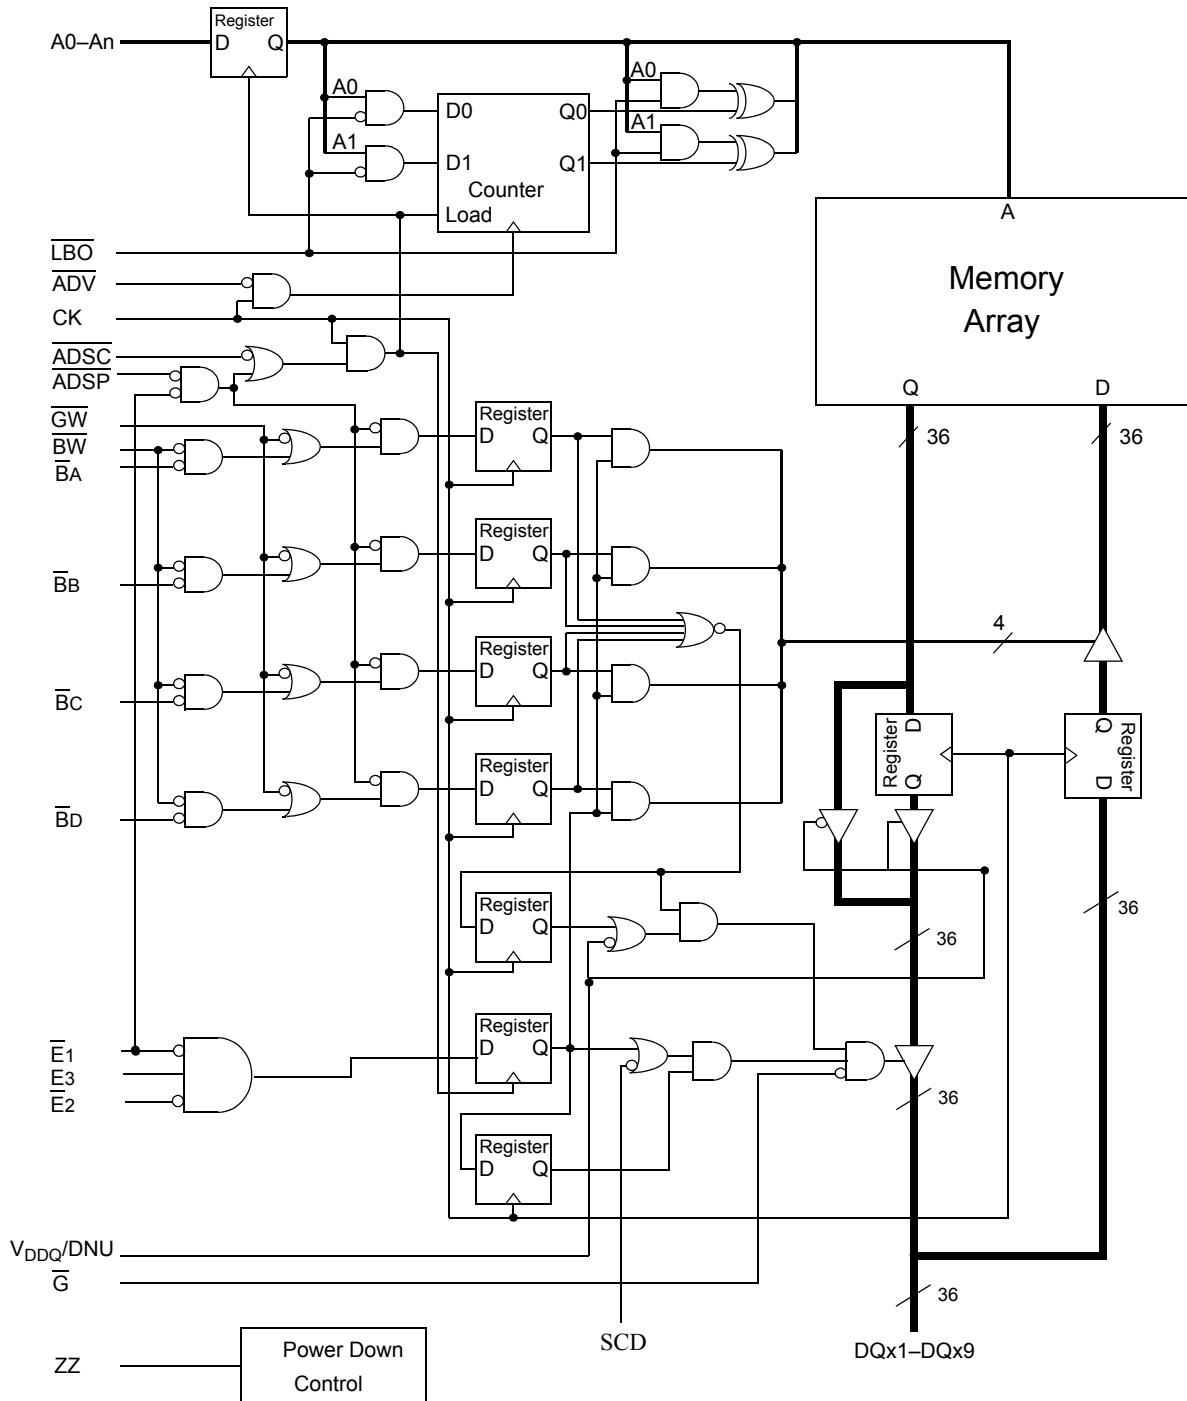 Register
A0–An
D Q
A0
A0
D0
Q0
A1
A1
D1
Q1
Counter
Load
A
LBO
ADV
Memory
Array
CK
ADSC
ADSP
Q
D
GW
Register
BW
D Q
36
36
BA
Register
D Q
BB
4
Register
D Q
BC
D
Register
Q
Q
Register
D
Register
D Q
BD
Register
D Q
36
36
Register
D Q
E1
E3
E2
36
Register
D Q
VDDQ/DNU
G
36
SCD
DQx1–DQx9
ZZ
Power Down
Control